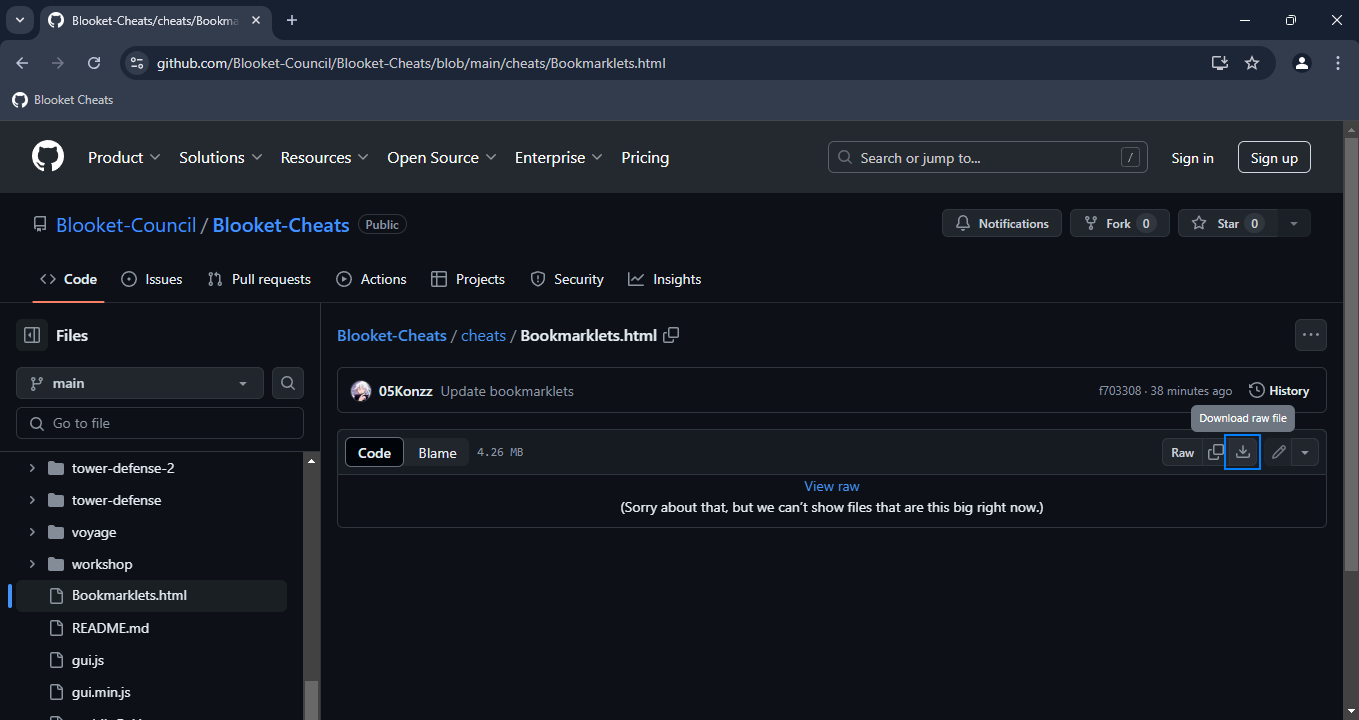 Blooket-Cheats/cheats/Bookma
github.com/Blooket-Council/Blooket-Cheats/blob/main/cheats/Bookmarklets.html
Blooket Cheats
Product Solutions Resources Open Source Enterprise Pricing Search or jump to... / Sign in Sign up
Blooket-Council / Blooket-Cheats Public Notifications Fork 0 Star 0
Code Issues Pull requests Actions Projects Security Insights
Files
main
Go to file
tower-defense-2
tower-defense
voyage
workshop
Bookmarklets.html
README.md
gui.js
gui.min.js
Blooket-Cheats / cheats / Bookmarklets.html
05Konzz Update bookmarklets f703308 · 38 minutes ago History
Download raw file
Code Blame 4.26 MB Raw
View raw
(Sorry about that, but we can’t show files that are this big right now.)